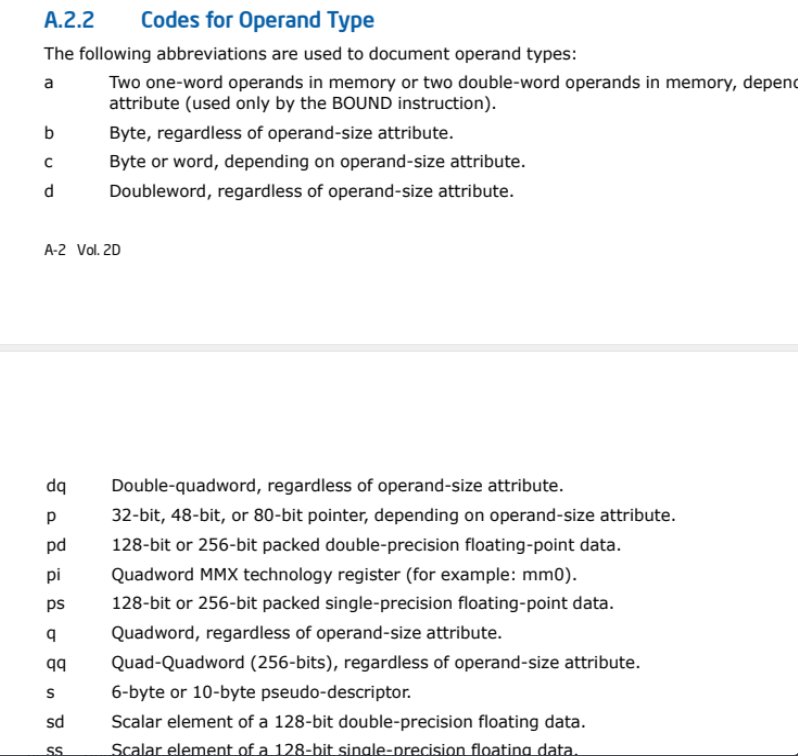 A.2.2 Codes for Operand Type
The following abbreviations are used to document operand types:
a Two one-word operands in memory or two double-word operands in memory,
attribute (used only by the BOUND instruction).
b Byte, regardless of operand-size attribute.
c Byte or word, depending on operand-size attribute.
d Doubleword, regardless of operand-size attribute.
A-2 Vol. 2D
dq Double-quadword, regardless of operand-size attribute.
p 32-bit, 48-bit, or 80-bit pointer, depending on operand-size attribute.
pd 128-bit or 256-bit packed double-precision floating-point data.
pi Quadword MMX technology register (for example: mm0).
ps 128-bit or 256-bit packed single-precision floating-point data.
q Quadword, regardless of operand-size attribute.
qq Quad-Quadword (256-bits), regardless of operand-size attribute.
s 6-byte or 10-byte pseudo-descriptor.
sd Scalar element of a 128-bit double-precision floating data.
ss Scalar element of a 128-bit single-precision floating data.